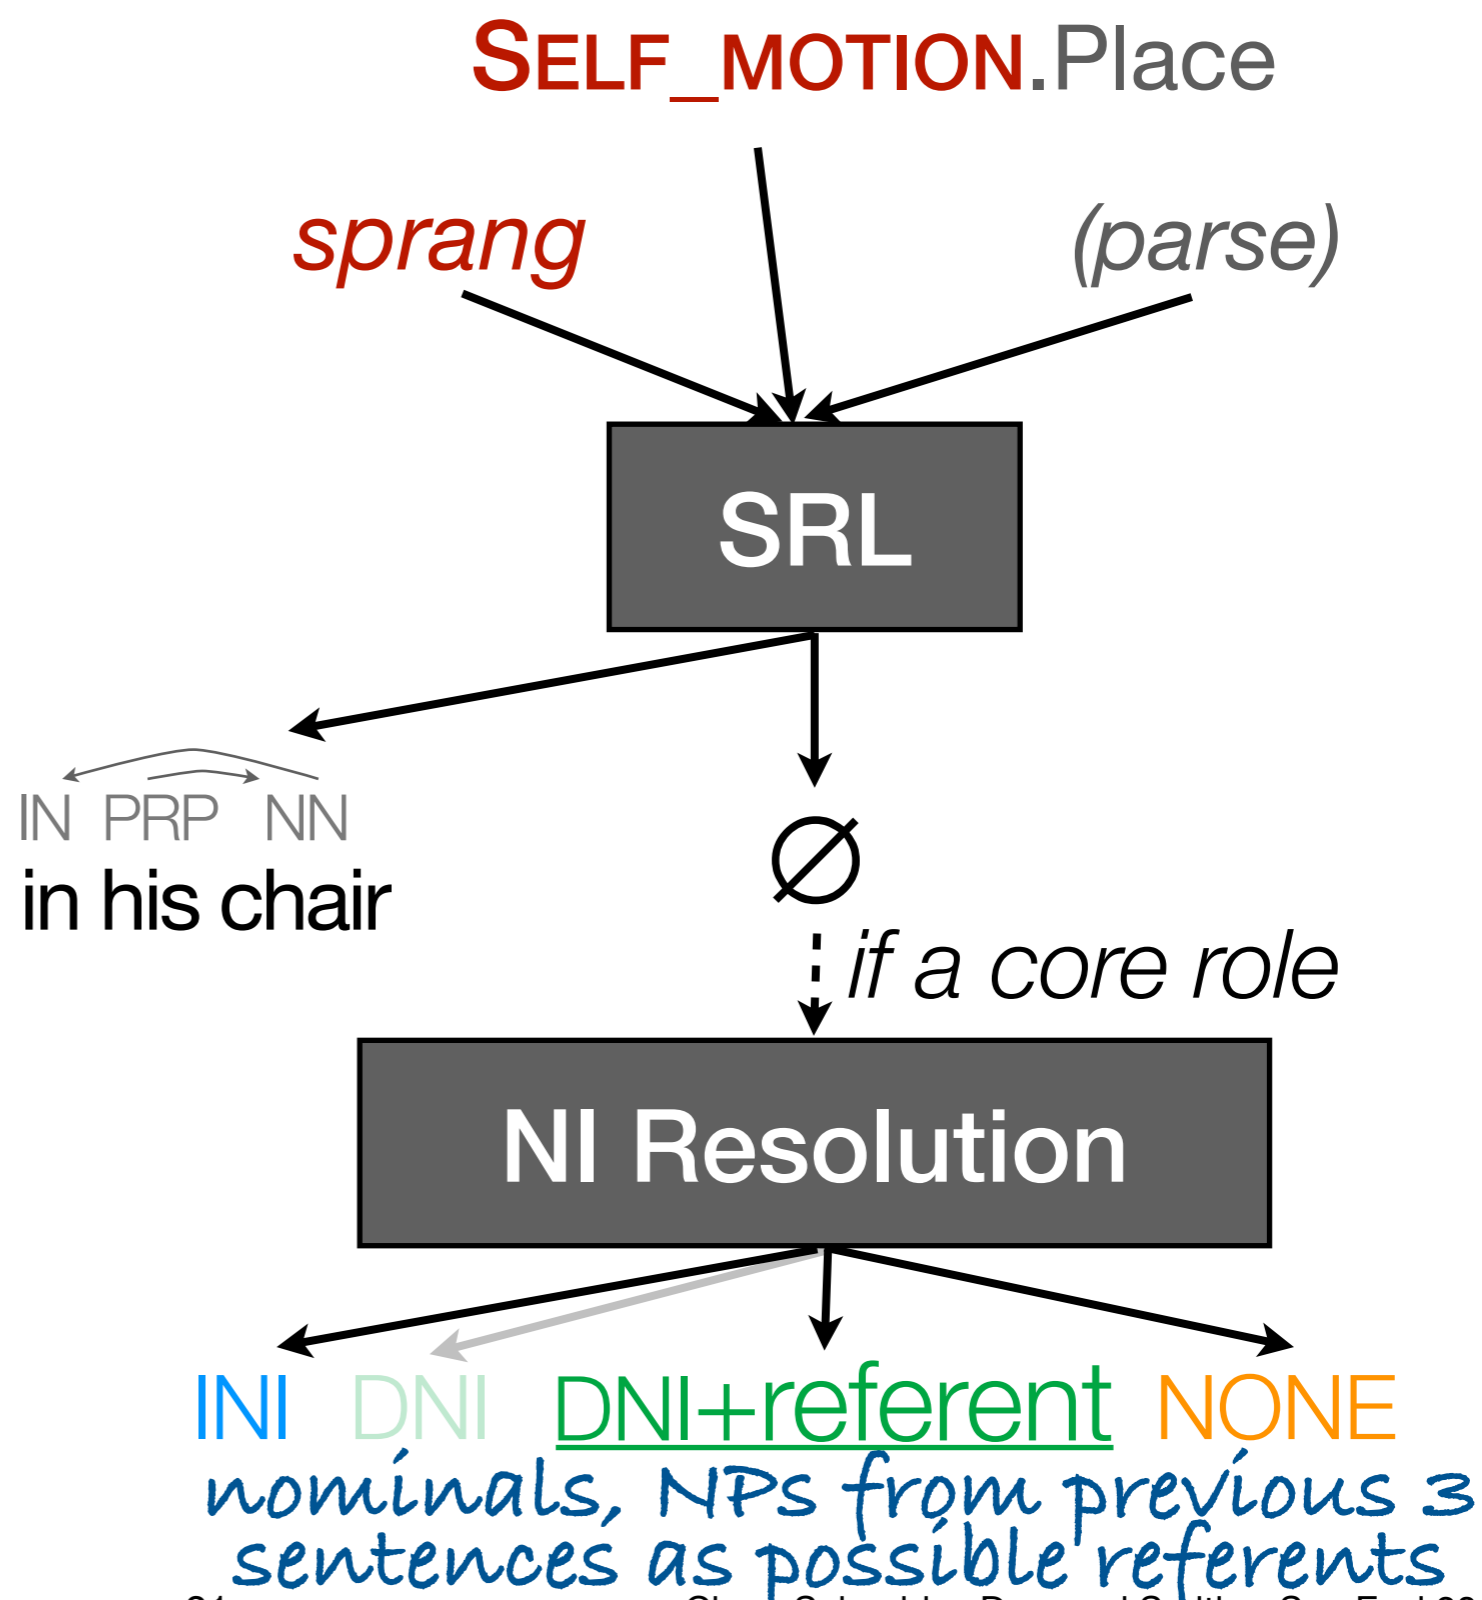 SELF_MOTION.Place
sprang (parse)
SRL
IN PRP NN
in his chair
∅
if a core role
NI Resolution
INI DNI DNI+referent NONE
nominals, NPs from previous 3
sentences as possible referents